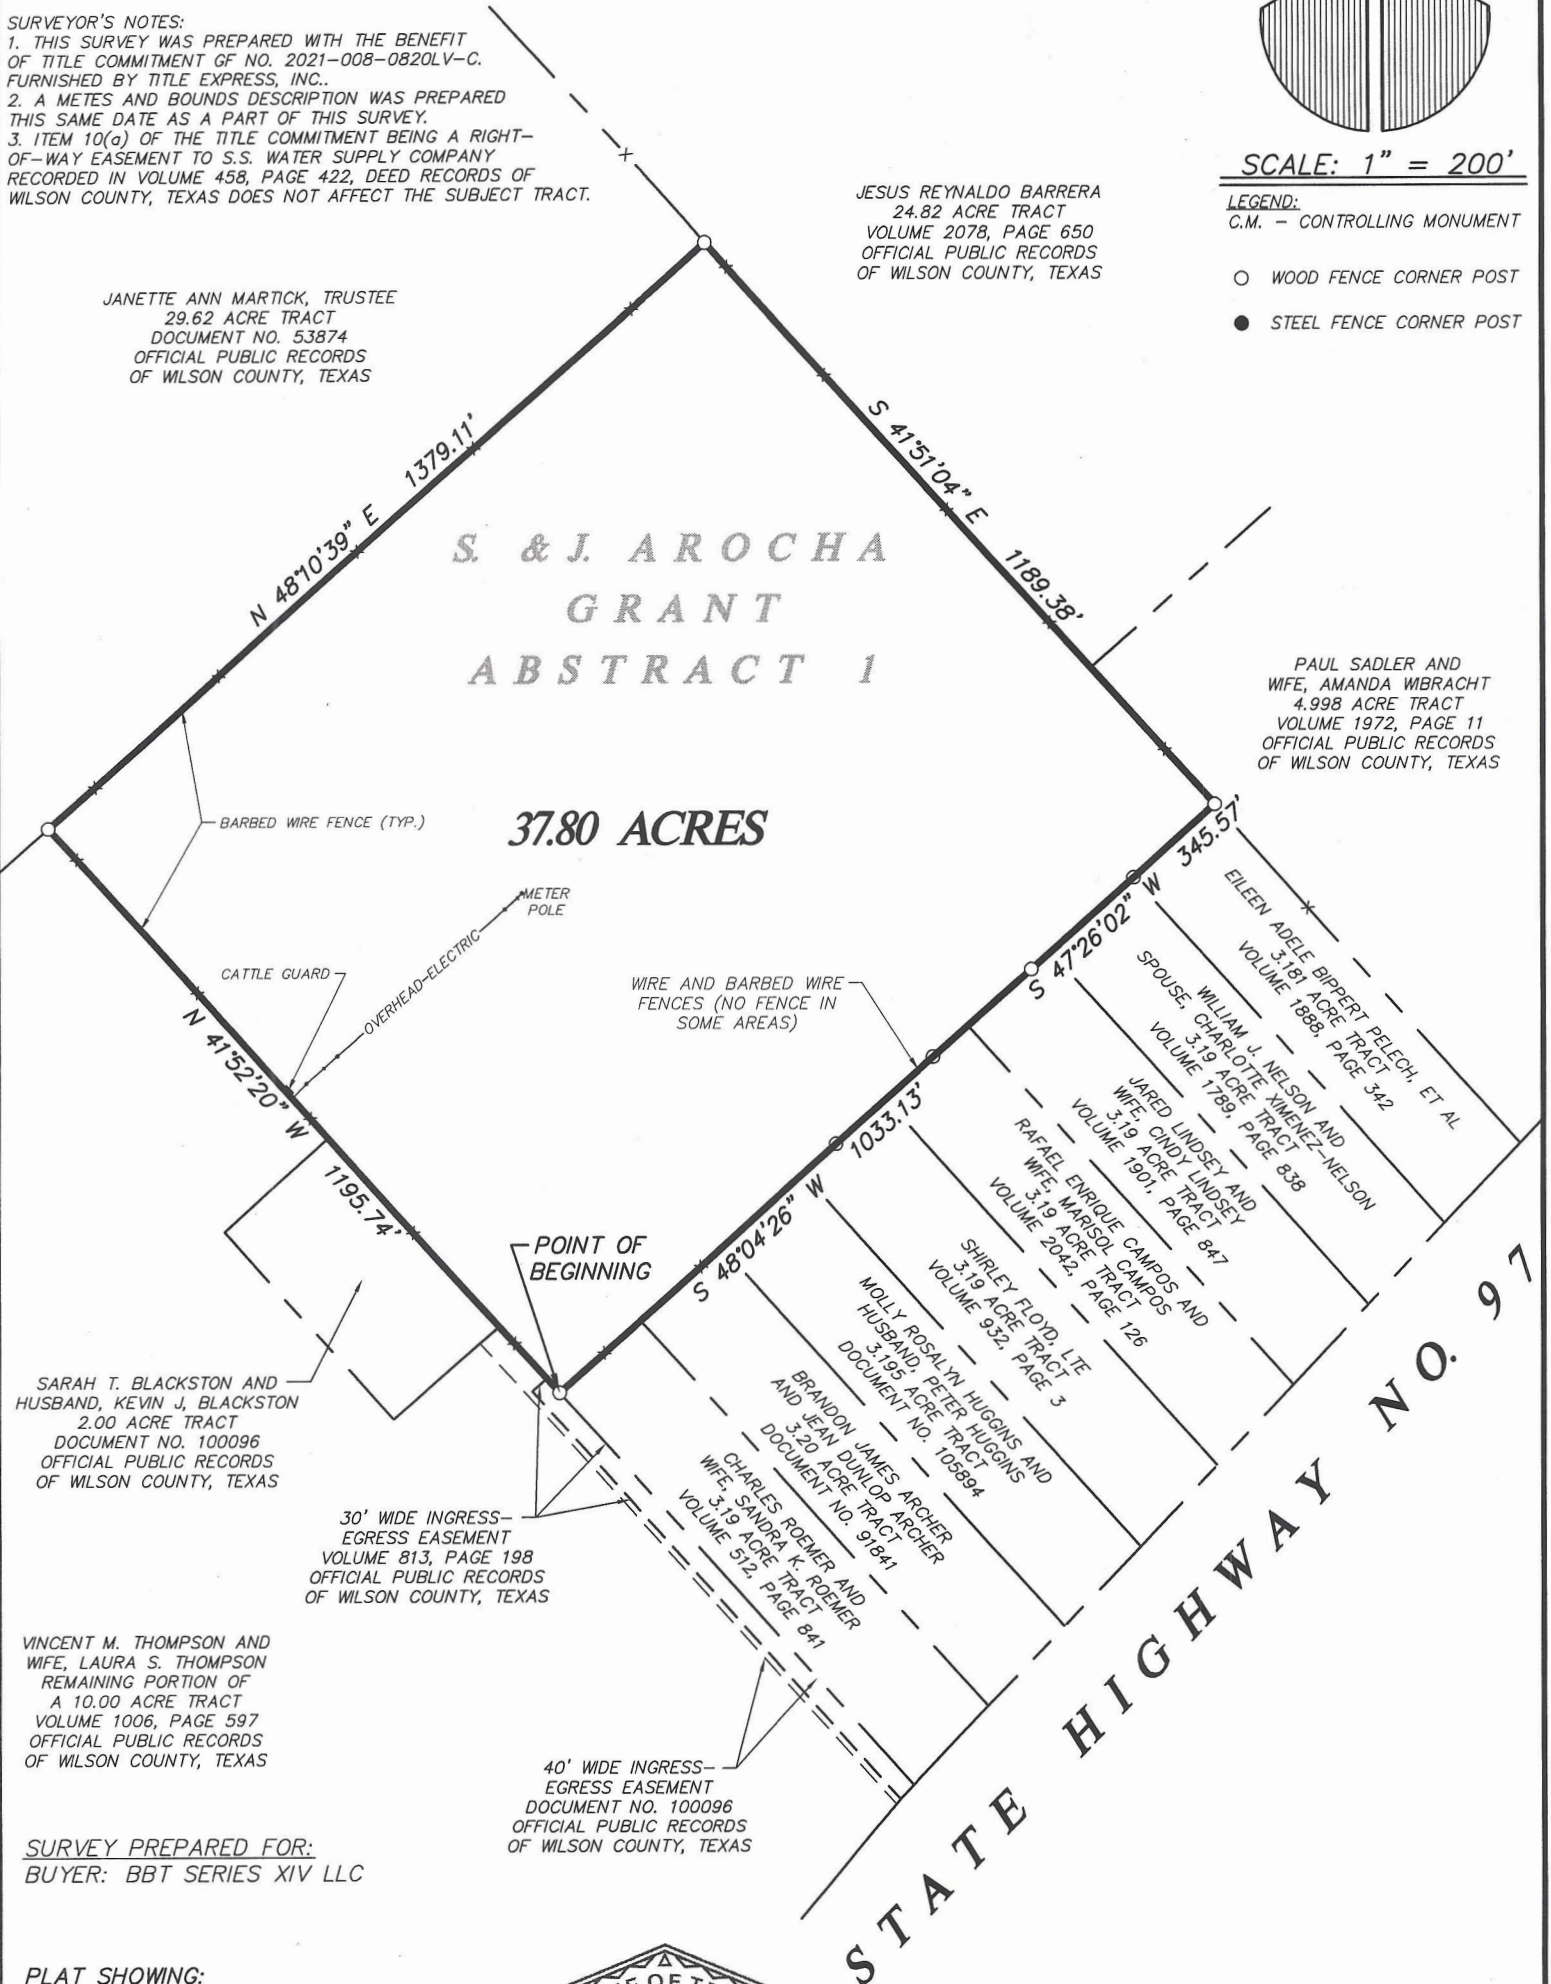 SURVEYOR'S NOTES:
1. THIS SURVEY WAS PREPARED WITH THE BENEFIT
OF TITLE COMMITMENT GF NO. 2021-008-0820LV-C.
FURNISHED BY TITLE EXPRESS, INC..
2. A METES AND BOUNDS DESCRIPTION WAS PREPARED
THIS SAME DATE AS A PART OF THIS SURVEY.
3. ITEM 10(a) OF THE TITLE COMMITMENT BEING A RIGHT-
OF-WAY EASEMENT TO S.S. WATER SUPPLY COMPANY
RECORDED IN VOLUME 458, PAGE 422, DEED RECORDS OF
WILSON COUNTY, TEXAS DOES NOT AFFECT THE SUBJECT TRACT.
SCALE: 1" = 200'
LEGEND:
C.M. - CONTROLLING MONUMENT
WOOD FENCE CORNER POST
STEEL FENCE CORNER POST
JESUS REYNALDO BARRERA
24.82 ACRE TRACT
VOLUME 2078, PAGE 650
OFFICIAL PUBLIC RECORDS
OF WILSON COUNTY, TEXAS
JANETTE ANN MARTICK, TRUSTEE
29.62 ACRE TRACT
DOCUMENT NO. 53874
OFFICIAL PUBLIC RECORDS
OF WILSON COUNTY, TEXAS
N 48°10'39" E 1379.11'
S 41°51'04" E 1189.38'
S. & J. AROCHA
GRANT
ABSTRACT 1
PAUL SADLER AND
WIFE, AMANDA WIBRACHT
4.998 ACRE TRACT
VOLUME 1972, PAGE 11
OFFICIAL PUBLIC RECORDS
OF WILSON COUNTY, TEXAS
BARBED WIRE FENCE (TYP.)
37.80 ACRES
METER
POLE
OVERHEAD-ELECTRIC
CATTLE GUARD
WIRE AND BARBED WIRE
FENCES (NO FENCE IN
SOME AREAS)
S 47°26'02" W 345.57'
S 48°04'26" W 1033.13'
N 41°52'20" W 1195.74'
POINT OF
BEGINNING
EILEEN ADELE BIPPERT PELECH, ET AL
3.181 ACRE TRACT
VOLUME 1888, PAGE 342
WILLIAM J. NELSON AND
SPOUSE, CHARLOTTE XIMENEZ-NELSON
3.19 ACRE TRACT
VOLUME 1789, PAGE 838
JARED LINDSEY AND
WIFE, CINDY LINDSEY
3.19 ACRE TRACT
VOLUME 1901, PAGE 847
RAFAEL ENRIQUE CAMPOS AND
WIFE, MARISOL CAMPOS
3.19 ACRE TRACT
VOLUME 2042, PAGE 126
SHIRLEY FLOYD, LTE
3.19 ACRE TRACT
VOLUME 932, PAGE 3
MOLLY ROSALYN HUGGINS AND
HUSBAND, PETER HUGGINS
3.195 ACRE TRACT
DOCUMENT NO. 105894
BRANDON JAMES ARCHER
AND JEAN DUNLOP ARCHER
3.20 ACRE TRACT
DOCUMENT NO. 91841
CHARLES ROEMER AND
WIFE, SANDRA K. ROEMER
3.19 ACRE TRACT
VOLUME 512, PAGE 841
STATE HIGHWAY NO. 97
SARAH T. BLACKSTON AND
HUSBAND, KEVIN J, BLACKSTON
2.00 ACRE TRACT
DOCUMENT NO. 100096
OFFICIAL PUBLIC RECORDS
OF WILSON COUNTY, TEXAS
30' WIDE INGRESS-
EGRESS EASEMENT
VOLUME 813, PAGE 198
OFFICIAL PUBLIC RECORDS
OF WILSON COUNTY, TEXAS
VINCENT M. THOMPSON AND
WIFE, LAURA S. THOMPSON
REMAINING PORTION OF
A 10.00 ACRE TRACT
VOLUME 1006, PAGE 597
OFFICIAL PUBLIC RECORDS
OF WILSON COUNTY, TEXAS
40' WIDE INGRESS-
EGRESS EASEMENT
DOCUMENT NO. 100096
OFFICIAL PUBLIC RECORDS
OF WILSON COUNTY, TEXAS
SURVEY PREPARED FOR:
BUYER: BBT SERIES XIV LLC
PLAT SHOWING: